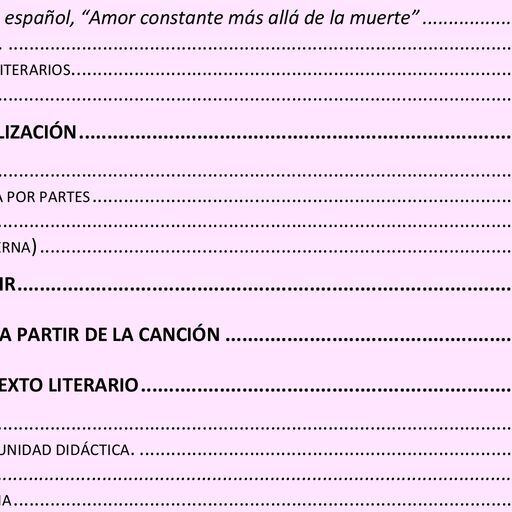 español, “Amor constante más allá de la muerte” ..............
. ..................................................................
ITERARIOS.........................................................
..................................................................
LIZACIÓN.......................................................
..................................................................
A POR PARTES .....................................................
..................................................................
ERNA) ............................................................
IR................................................................
A PARTIR DE LA CANCIÓN ....................................
EXTO LITERARIO................................................
..................................................................
UNIDAD DIDÁCTICA. ...............................................
..................................................................
IA................................................................